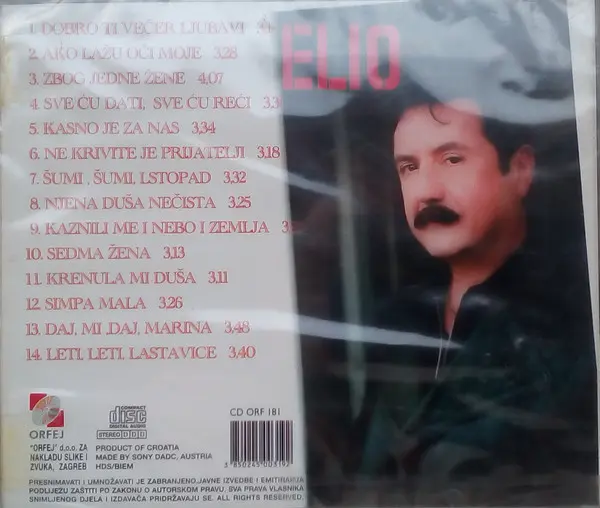 1. DOBRO TI VEČER LJUBAVI
2. AKO LAŽU OČI MOJE 3,28
3. ZBOG JEDNE ŽENE 4,07
4. SVE ĆU DATI, SVE ĆU REĆI
5. KASNO JE ZA NAS 3,34
6. NE KRIVITE JE PRIJATELJI 3,18
7. ŠUMI , ŠUMI, LSTOPAD 3,32
8. NJENA DUŠA NEČISTA 3,25
9. KAZNILI ME I NEBO I ZEMLJA
10. SEDMA ŽENA 3,13
11. KRENULA MI DUŠA 3,11
12. SIMPA MALA 3,26
13. DAJ, MI ,DAJ, MARINA 3,48
14. LETI, LETI, LASTAVICE 3,40
ELIO
ORFEJ
"ORFEJ" d.o.o. ZA
NAKLADU SLIKE I
ZVUKA, ZAGREB
COMPACT
disc
DIGITAL AUDIO
STEREO D D D
PRODUCT OF CROATIA
MADE BY SONY DADC, AUSTRIA
HDS/BIEM
CD ORF 181
3 850245 003192
PRESNIMAVATI I UMNOŽAVATI JE ZABRANJENO,JAVNE IZVEDBE I EMITIRANJA
PODLIJEŽU ZAŠTITI PO ZAKONU O AUTORSKOM PRAVU, SVA PRAVA VLASNIKA
SNIMLJENOG DJELA I IZDAVAČA PRIDRŽAVAJU SE. ALL RIGHTS RESERVED.